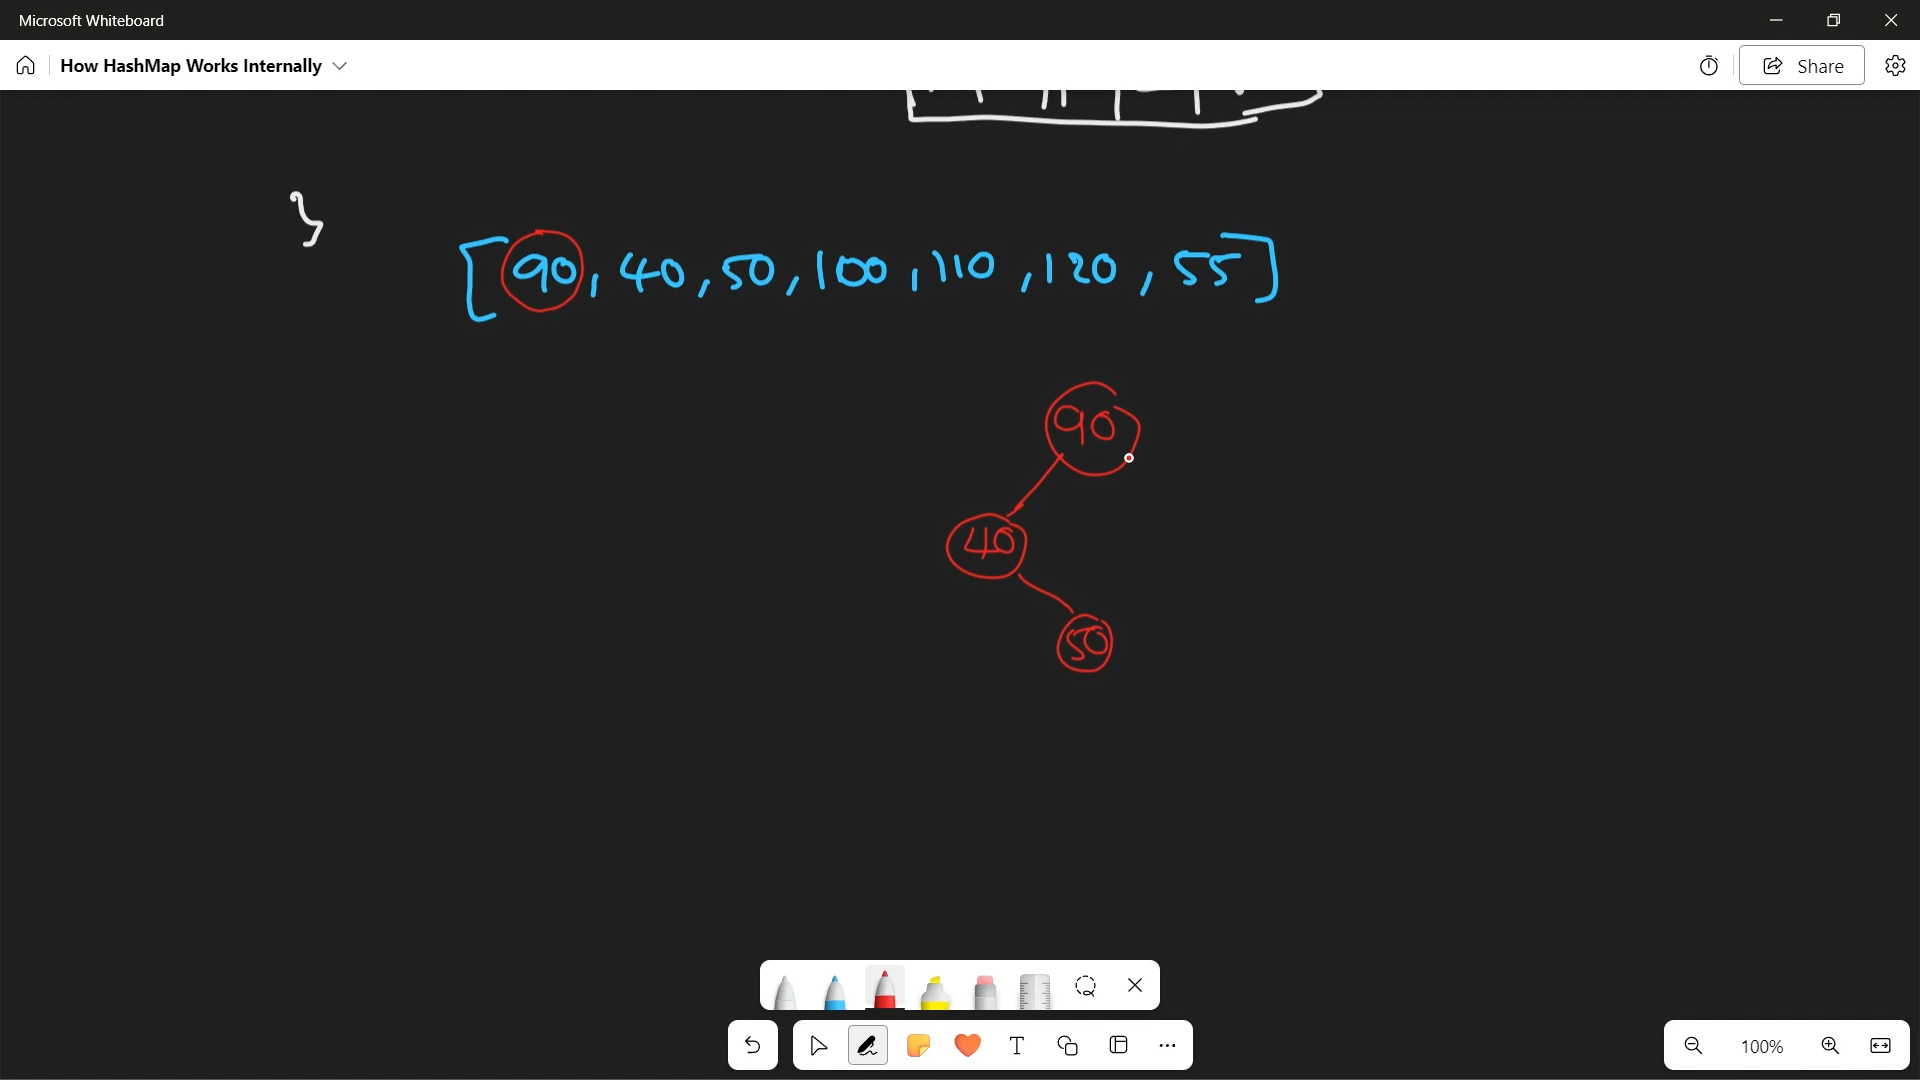 Microsoft Whiteboard
How HashMap Works Internally
Share
}
[90, 40, 50, 100, 110, 120, 55]
90
40
50
100%